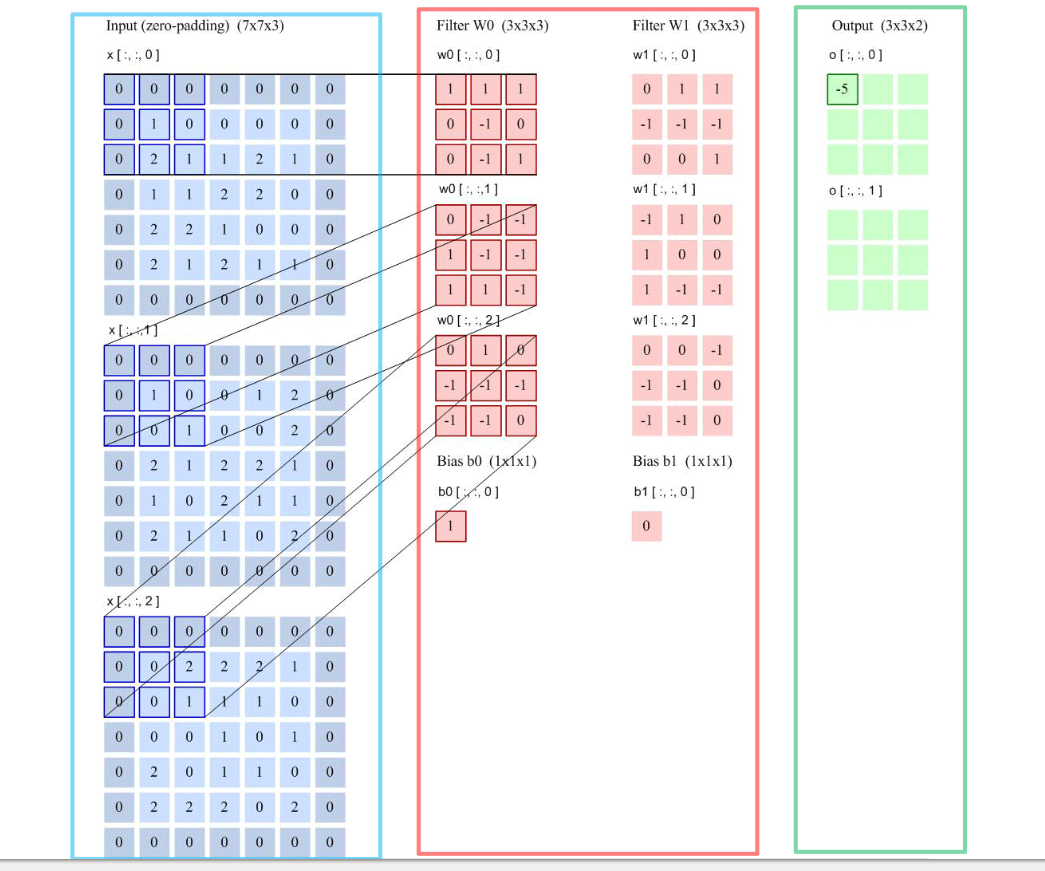 Input (zero-padding) (7x7x3)
x [ :, :, 0 ]
0 0 0 0 0 0 0
0 1 0 0 0 0 0
0 2 1 1 2 1 0
0 1 1 2 2 0 0
0 2 2 1 0 0 0
0 2 1 2 1 1 0
0 0 0 0 0 0 0
x [ :, :,1 ]
0 0 0 0 0 0 0
0 1 0 0 1 2 0
0 0 1 0 0 2 0
0 2 1 2 2 1 0
0 1 0 2 1 1 0
0 2 1 1 0 2 0
0 0 0 0 0 0 0
x [ :, :, 2 ]
0 0 0 0 0 0 0
0 0 2 2 2 1 0
0 0 1 1 1 0 0
0 0 0 1 0 1 0
0 2 0 1 1 0 0
0 2 2 2 0 2 0
0 0 0 0 0 0 0
Filter W0 (3x3x3)
w0 [ :, :, 0 ]
1 1 1
0 -1 0
0 -1 1
w0 [ :, :,1 ]
0 -1 -1
1 -1 -1
1 1 -1
w0 [ :, :, 2 ]
0 1 0
-1 -1 -1
-1 -1 0
Bias b0 (1x1x1)
b0 [ :, :, 0 ]
1
Filter W1 (3x3x3)
w1 [ :, :, 0 ]
0 1 1
-1 -1 -1
0 0 1
w1 [ :, :, 1 ]
-1 1 0
1 0 0
1 -1 -1
w1 [ :, :, 2 ]
0 0 -1
-1 -1 0
-1 -1 0
Bias b1 (1x1x1)
b1 [ :, :, 0 ]
0
Output (3x3x2)
o [ :, :, 0 ]
-5
o [ :, :, 1 ]